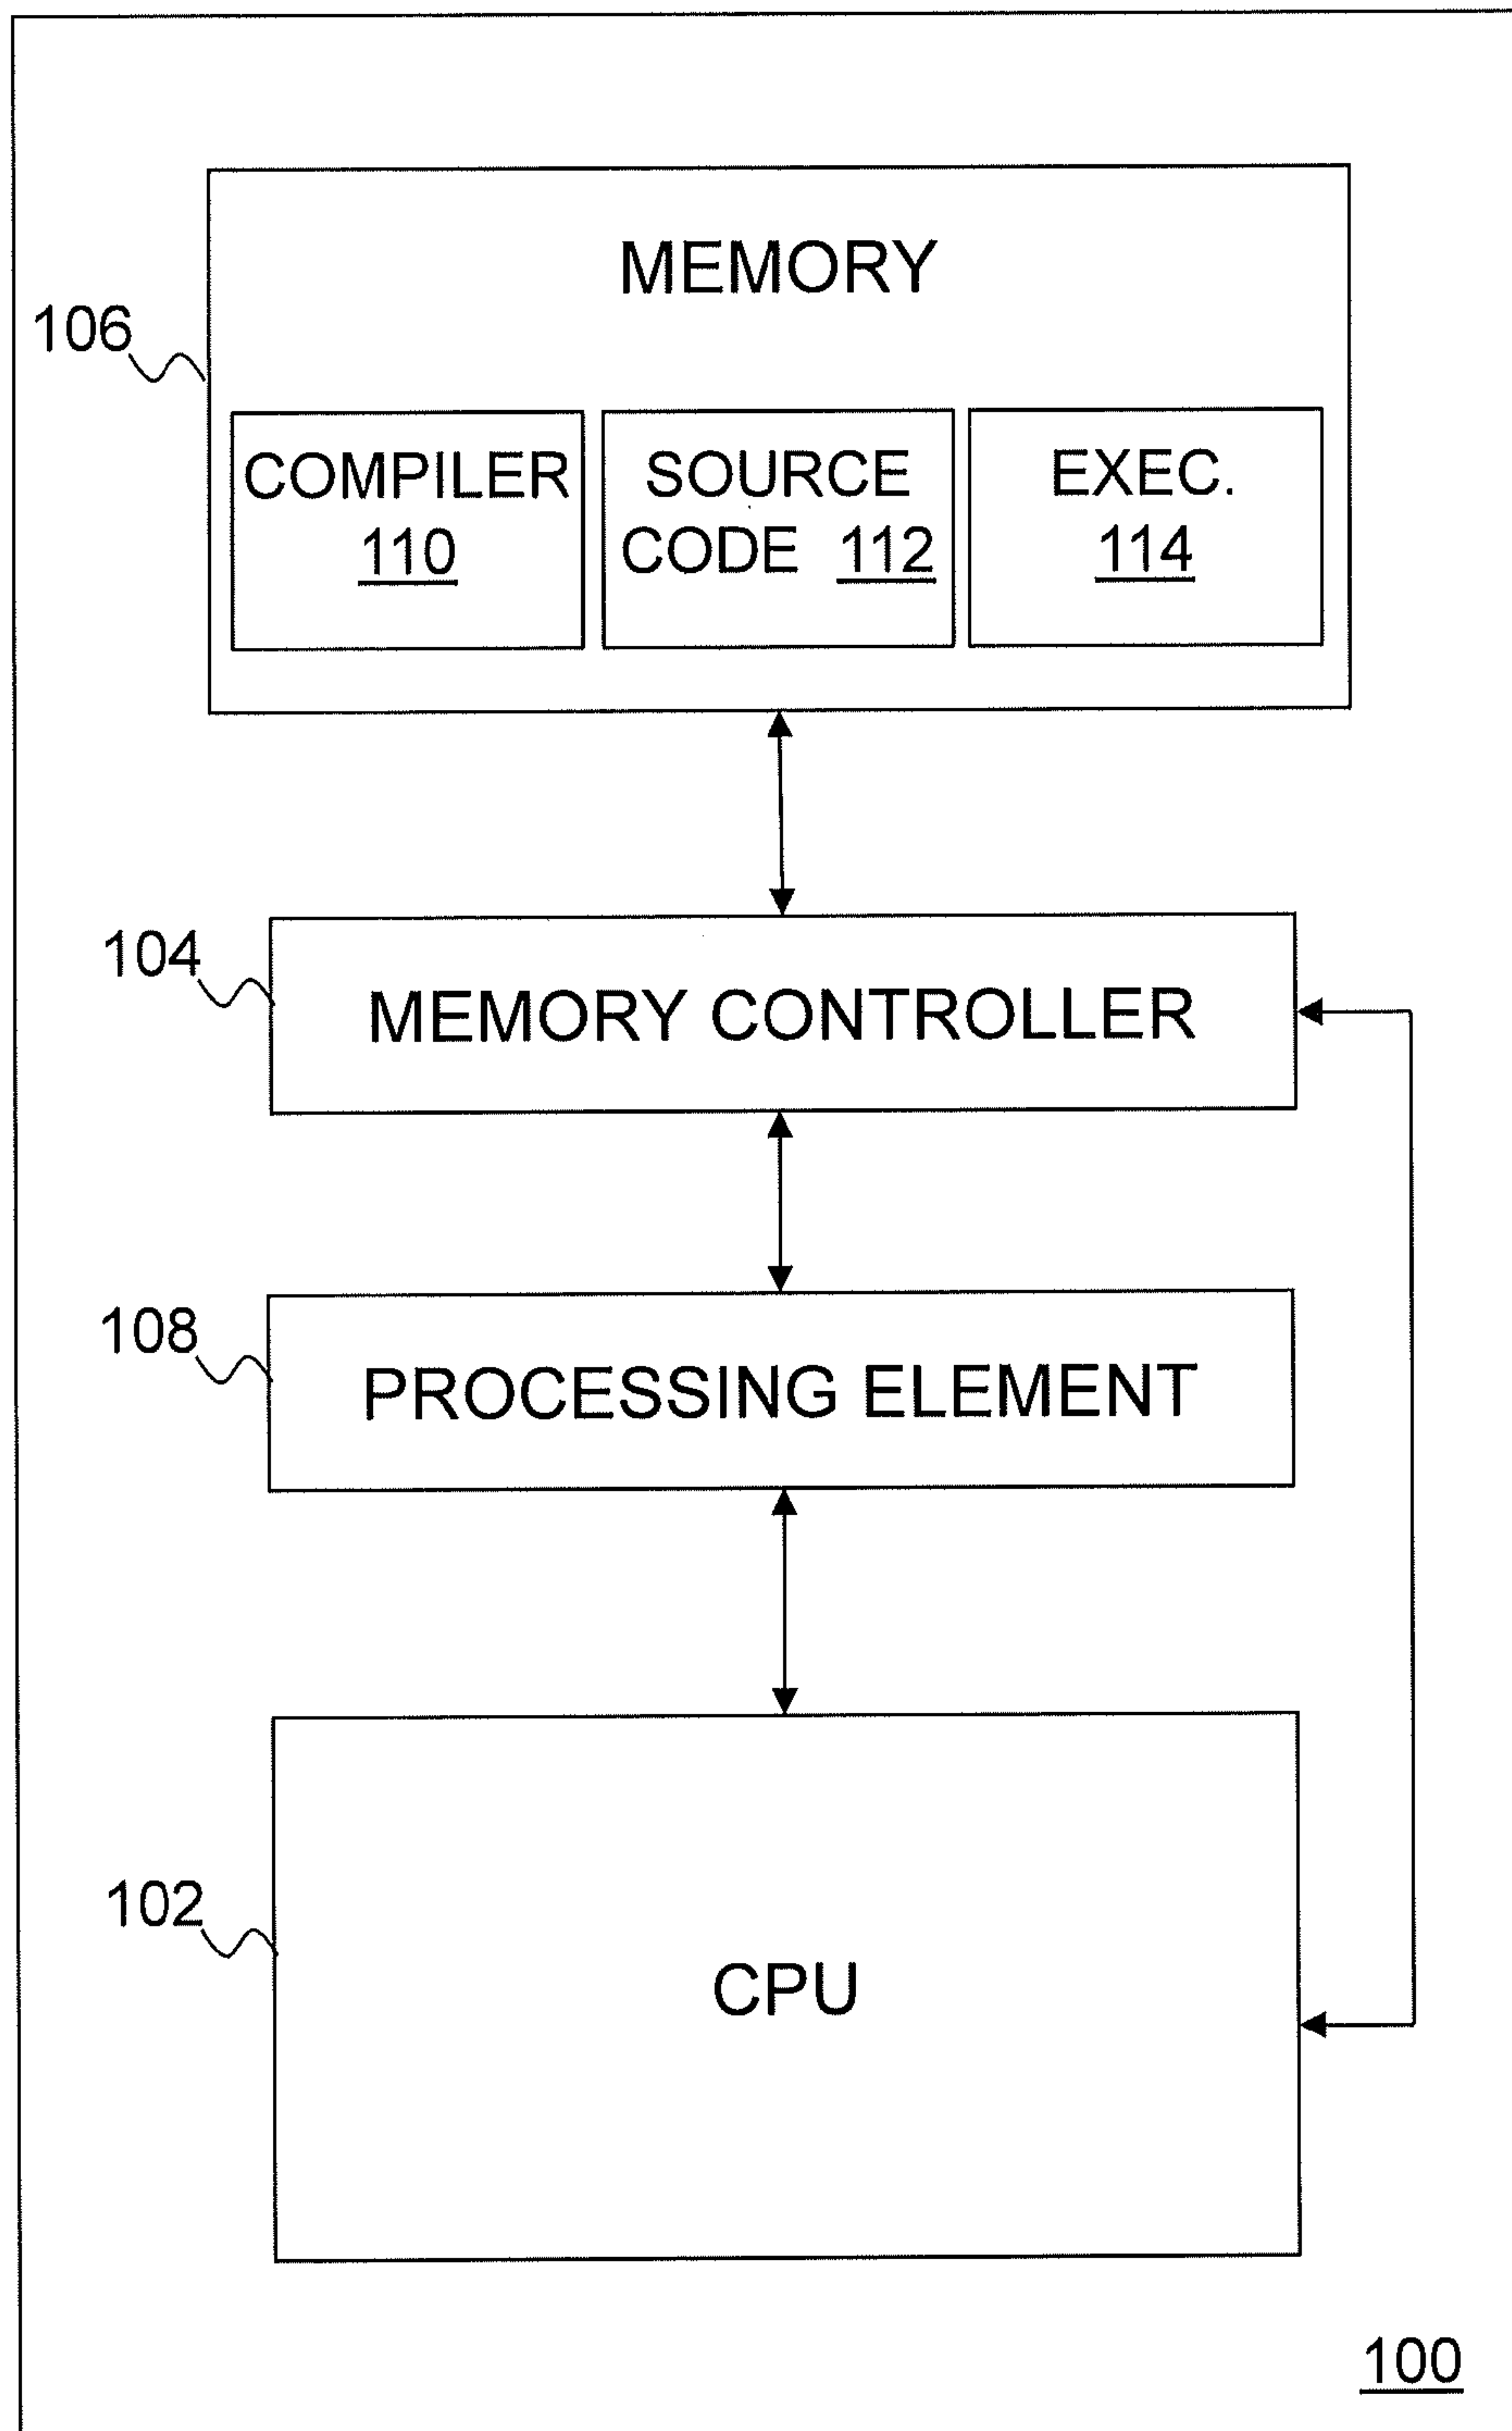 MEMORY
106
COMPILER
110
SOURCE
CODE 112
EXEC.
114
104
MEMORY CONTROLLER
108
PROCESSING ELEMENT
102
CPU
100